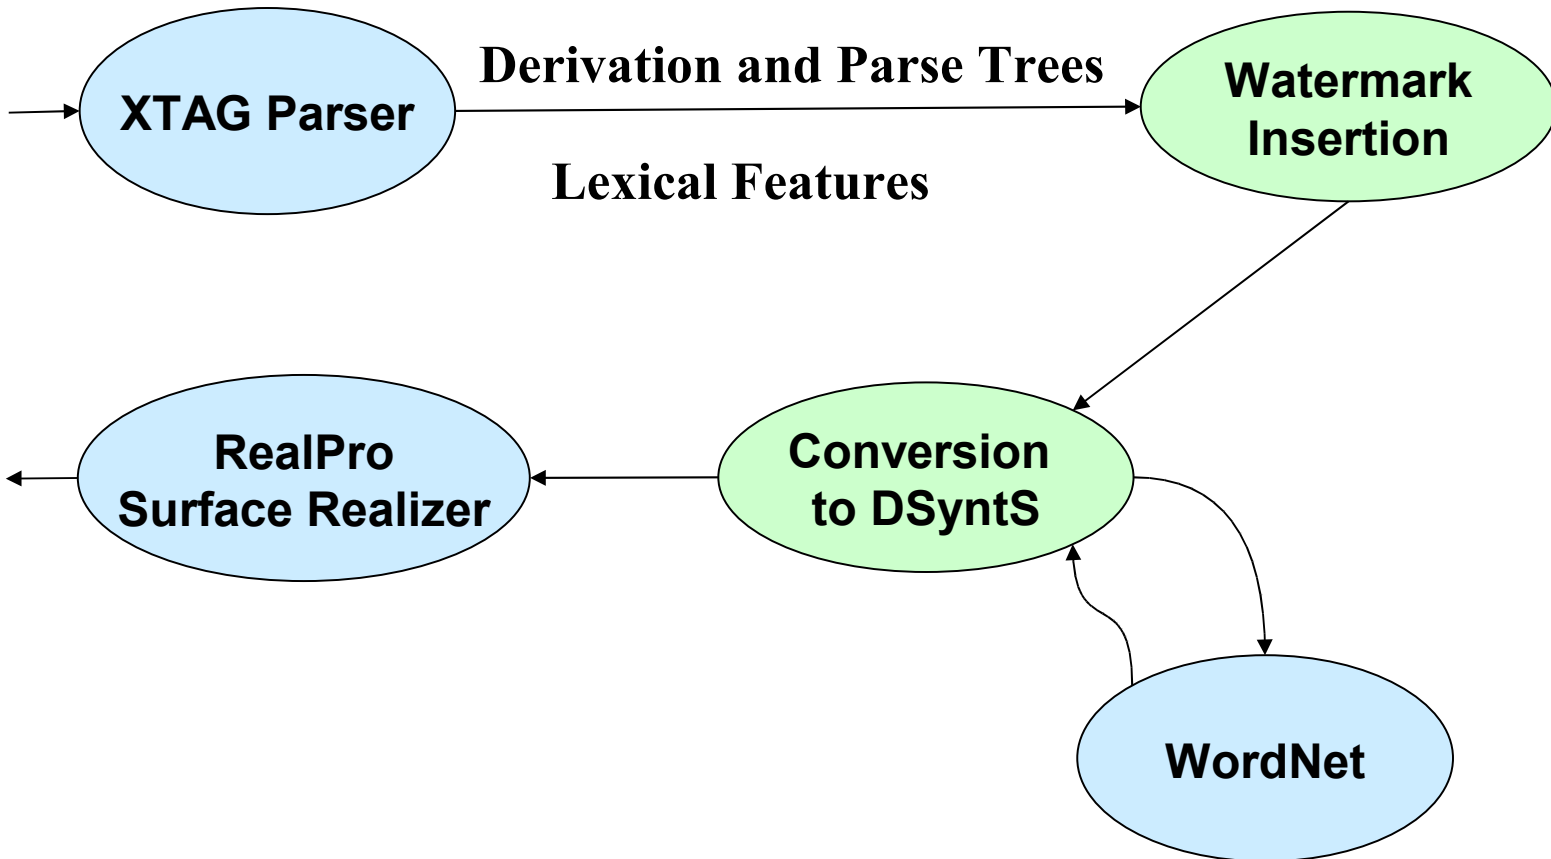 Derivation and Parse Trees
XTAG Parser
Watermark
Insertion
Lexical Features
RealPro
Surface Realizer
Conversion
to DSyntS
WordNet